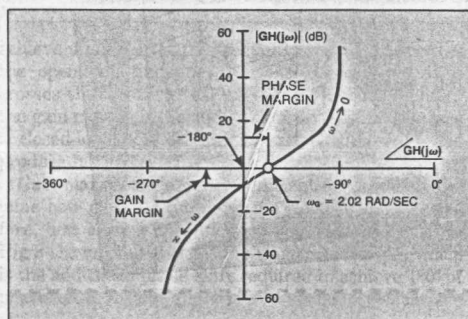 60
|GH(jω)| (dB)
40
PHASE
MARGIN
20
ω → 0
-180°
GH(jω)
-360°
-270°
-90°
0°
GAIN
MARGIN
ω_G = 2.02 RAD/SEC
-20
-40
-60